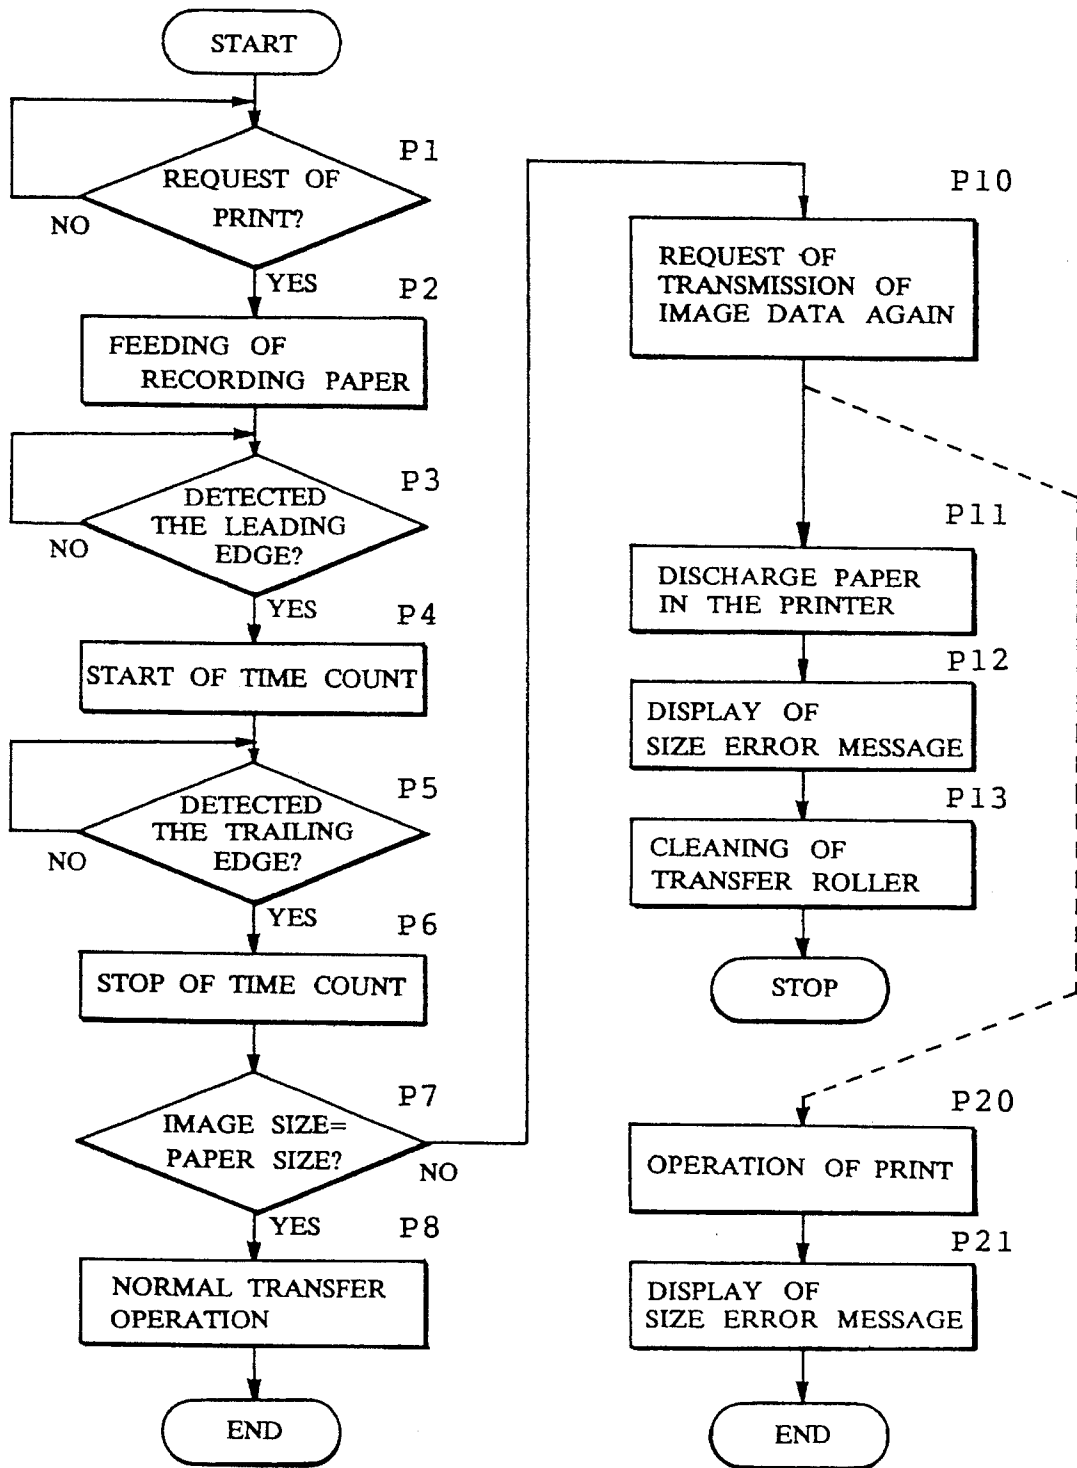 START
P1
REQUEST OF
PRINT?
NO
YES
P2
FEEDING OF
RECORDING PAPER
P3
DETECTED
THE LEADING
EDGE?
NO
YES
P4
START OF TIME COUNT
P5
DETECTED
THE TRAILING
EDGE?
NO
YES
P6
STOP OF TIME COUNT
P7
IMAGE SIZE=
PAPER SIZE?
NO
YES
P8
NORMAL TRANSFER
OPERATION
END
P10
REQUEST OF
TRANSMISSION OF
IMAGE DATA AGAIN
P11
DISCHARGE PAPER
IN THE PRINTER
P12
DISPLAY OF
SIZE ERROR MESSAGE
P13
CLEANING OF
TRANSFER ROLLER
STOP
P20
OPERATION OF PRINT
P21
DISPLAY OF
SIZE ERROR MESSAGE
END